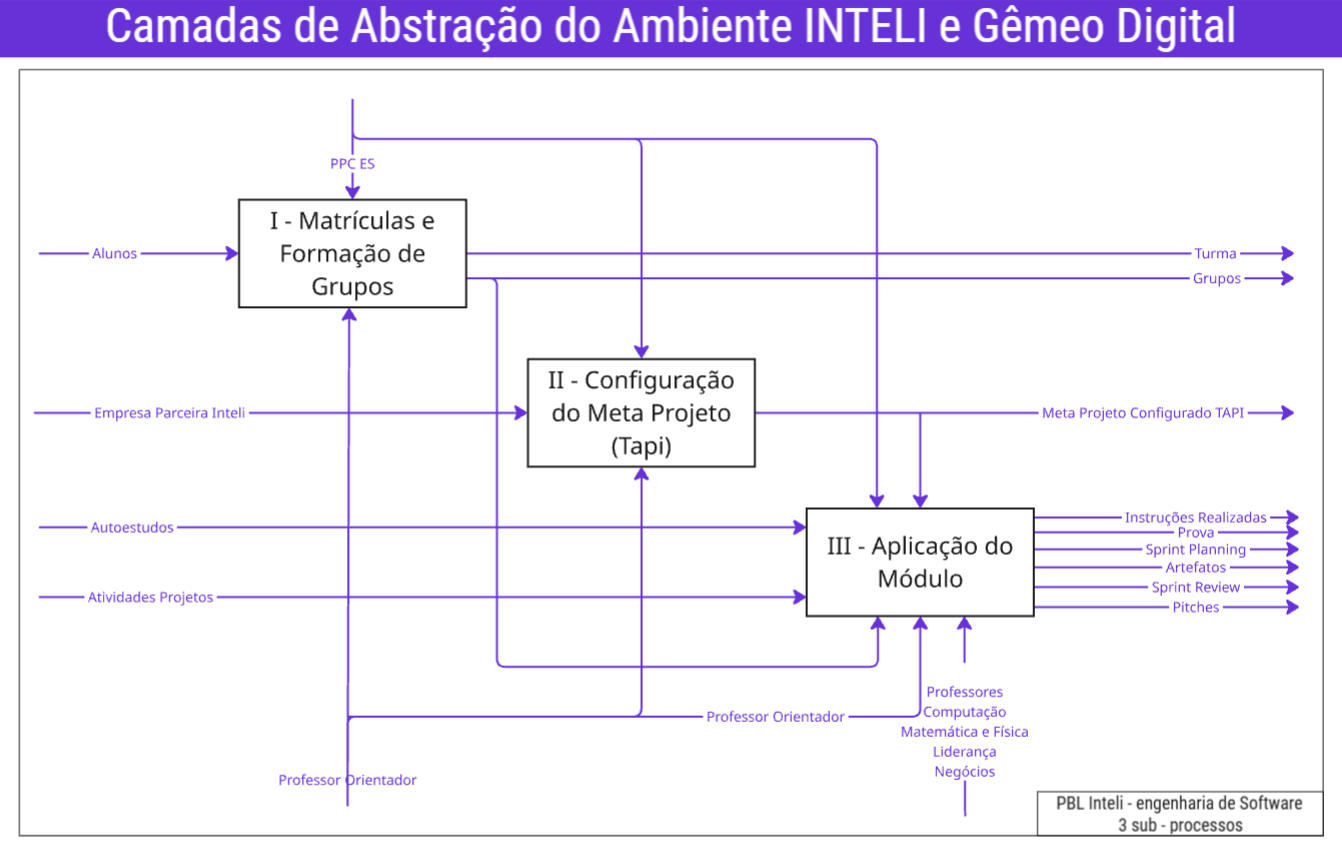 Camadas de Abstração do Ambiente INTELI e Gêmeo Digital
PPC ES
I - Matrículas e
Formação de
Grupos
Alunos
Turma
Grupos
II - Configuração
do Meta Projeto
(Tapi)
Empresa Parceira Inteli
Meta Projeto Configurado TAPI
Autoestudos
Atividades Projetos
III - Aplicação do
Módulo
Instruções Realizadas
Prova
Sprint Planning
Artefatos
Sprint Review
Pitches
Professor Orientador
Professores
Computação
Matemática e Física
Liderança
Negócios
Professor Orientador
PBL Inteli - engenharia de Software
3 sub - processos